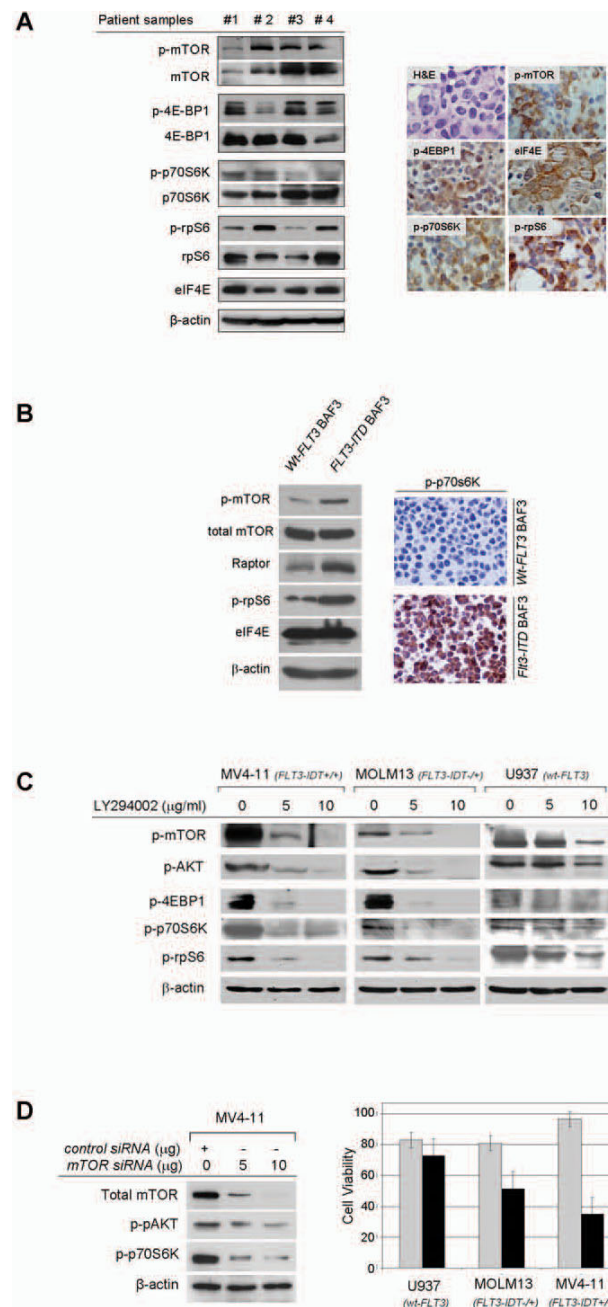 A
Patient samples #1 # 2 #3 # 4
p-mTOR
mTOR
p-4E-BP1
4E-BP1
p-p70S6K
p70S6K
p-rpS6
rpS6
eIF4E
β-actin
H&E p-mTOR
p-4EBP1 eIF4E
p-p70S6K p-rpS6
B
Wt-FLT3 BAF3
FLT3-ITD BAF3
p-mTOR
total mTOR
Raptor
p-rpS6
eIF4E
β-actin
p-p70s6K
Wt-FLT3 BAF3
Flt3-ITD BAF3
C
MV4-11 (FLT3-IDT+/+) MOLM13 (FLT3-IDT-/+) U937 (wt-FLT3)
LY294002 (µg/ml) 0 5 10 0 5 10 0 5 10
p-mTOR
p-AKT
p-4EBP1
p-p70S6K
p-rpS6
β-actin
D
MV4-11
control siRNA (µg) + - -
mTOR siRNA (µg) 0 5 10
Total mTOR
p-pAKT
p-p70S6K
β-actin
Cell Viability
100
80
60
40
20
0
U937 MOLM13 MV4-11
(wt-FLT3) (FLT3-IDT-/+) (FLT3-IDT+/